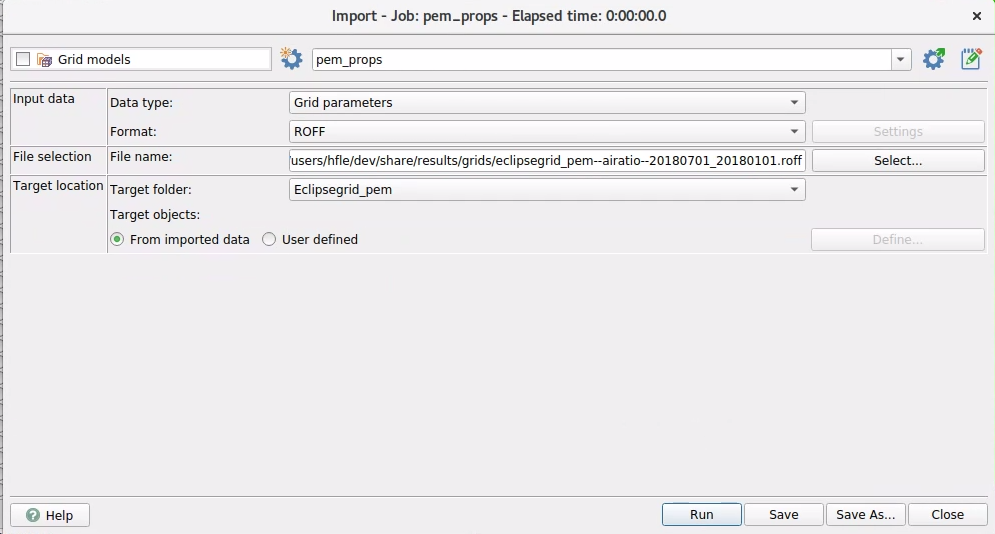 Import - Job: pem_props - Elapsed time: 0:00:00.0
Grid models pem_props
Input data Data type: Grid parameters
Format: ROFF Settings
File selection File name: users/hfle/dev/share/results/grids/eclipsegrid_pem--airatio--20180701_20180101.roff Select...
Target location Target folder: Eclipsegrid_pem
Target objects:
From imported data User defined Define...
Help Run Save Save As... Close